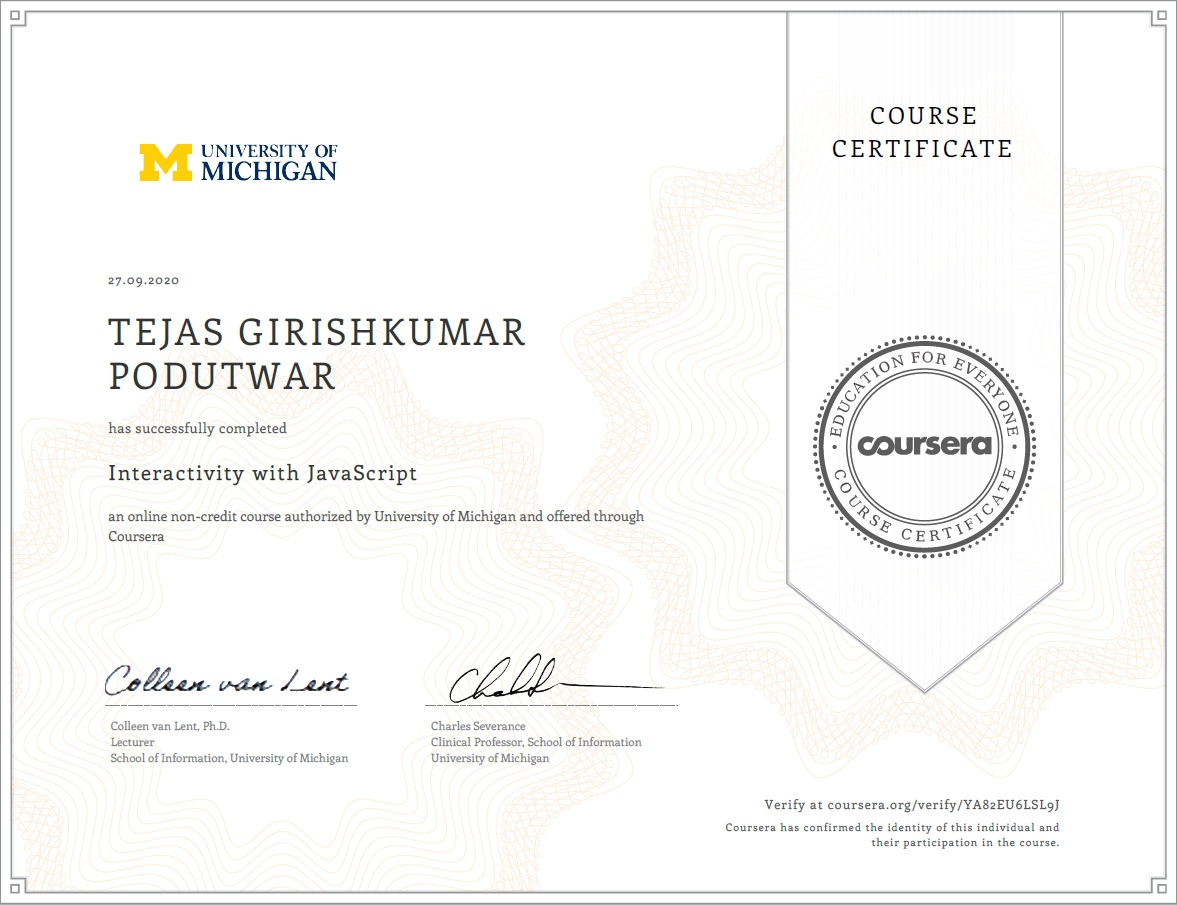 COURSE
CERTIFICATE
M UNIVERSITY OF
MICHIGAN
27.09.2020
TEJAS GIRISHKUMAR
PODUTWAR
has successfully completed
Interactivity with JavaScript
an online non-credit course authorized by University of Michigan and offered through
Coursera
EDUCATION FOR EVERYONE
coursera
COURSE CERTIFICATE
Colleen van Lent
Colleen van Lent, Ph.D.
Lecturer
School of Information, University of Michigan
Charles Severance
Clinical Professor, School of Information
University of Michigan
Verify at coursera.org/verify/YA82EU6LSL9J
Coursera has confirmed the identity of this individual and
their participation in the course.